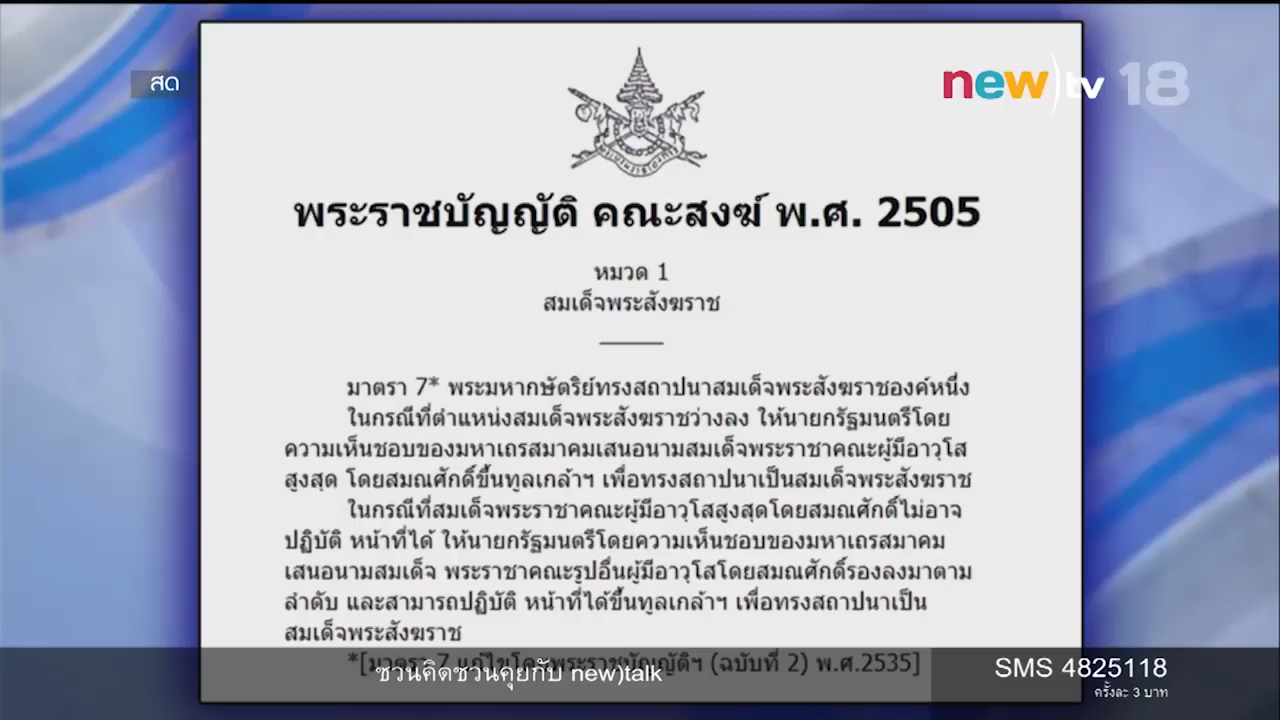 สด
new)tv 18
พระราชบัญญัติ คณะสงฆ์ พ.ศ. 2505
หมวด 1
สมเด็จพระสังฆราช
มาตรา 7* พระมหากษัตริย์ทรงสถาปนาสมเด็จพระสังฆราชองค์หนึ่ง
ในกรณีที่ตำแหน่งสมเด็จพระสังฆราชว่างลง ให้นายกรัฐมนตรีโดย
ความเห็นชอบของมหาเถรสมาคมเสนอนามสมเด็จพระราชาคณะผู้มีอาวุโส
สูงสุด โดยสมณศักดิ์ขึ้นทูลเกล้าฯ เพื่อทรงสถาปนาเป็นสมเด็จพระสังฆราช
ในกรณีที่สมเด็จพระราชาคณะผู้มีอาวุโสสูงสุดโดยสมณศักดิ์ไม่อาจ
ปฏิบัติ หน้าที่ได้ ให้นายกรัฐมนตรีโดยความเห็นชอบของมหาเถรสมาคม
เสนอนามสมเด็จ พระราชาคณะรูปอื่นผู้มีอาวุโสโดยสมณศักดิ์รองลงมาตาม
ลำดับ และสามารถปฏิบัติ หน้าที่ได้ขึ้นทูลเกล้าฯ เพื่อทรงสถาปนาเป็น
สมเด็จพระสังฆราช
*[มาตรา 7 แก้ไขโดยพระราชบัญญัติฯ (ฉบับที่ 2) พ.ศ.2535]
ชวนคิดชวนคุยกับ new)talk
SMS 4825118
ครั้งละ 3 บาท